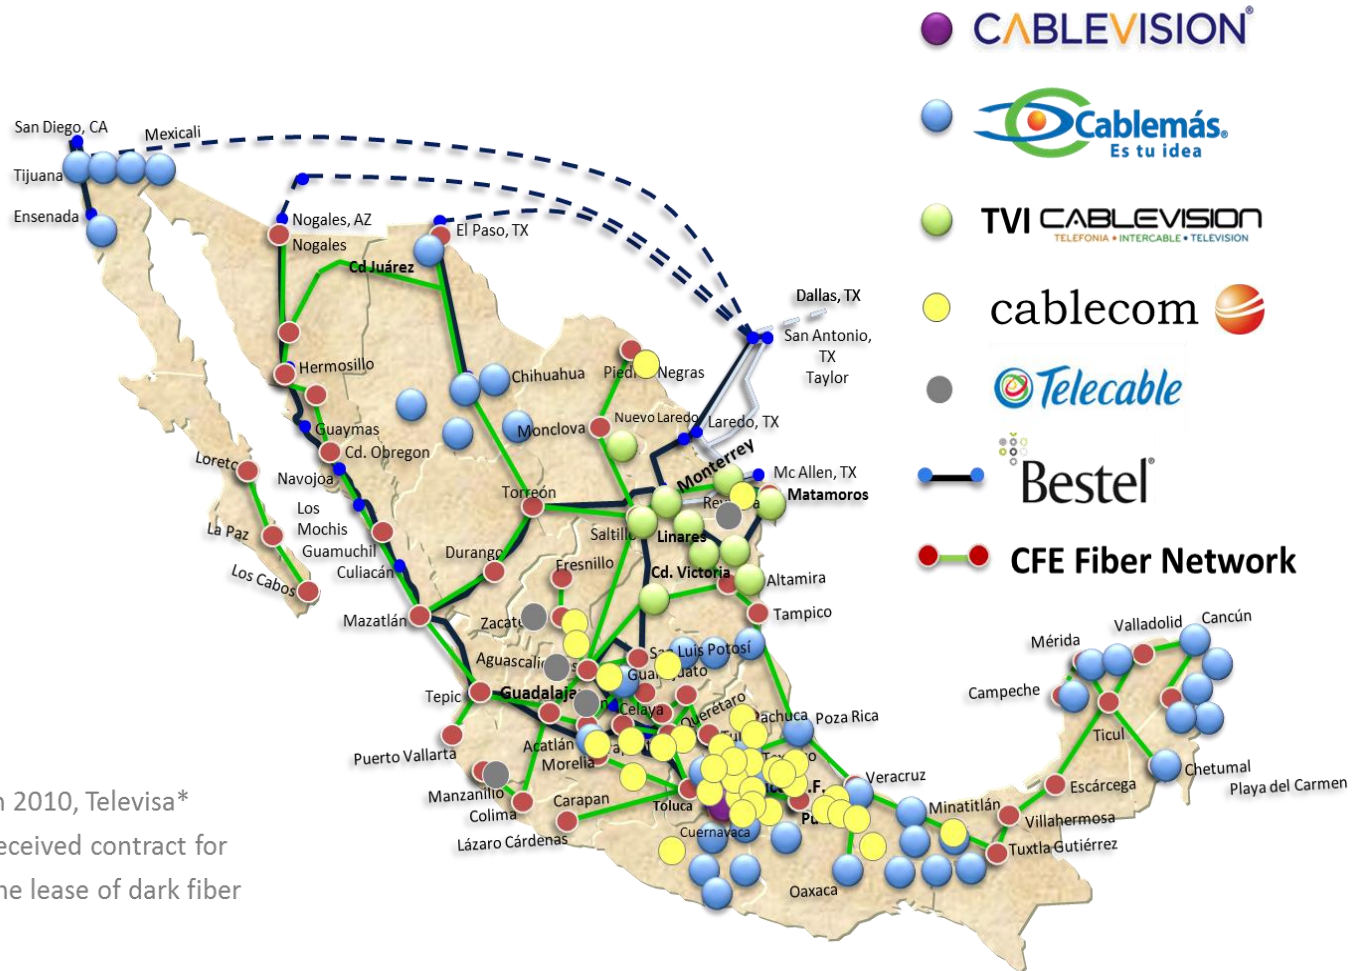 CABLEVISION®
Cablemás®
Es tu idea
TVI CABLEVISION
TELEFONIA • INTERCABLE • TELEVISION
cablecom
Telecable
Bestel®
CFE Fiber Network
San Diego, CA
Mexicali
Tijuana
Ensenada
Nogales, AZ
Nogales
El Paso, TX
Cd Juárez
Dallas, TX
San Antonio,
TX
Taylor
Hermosillo
Chihuahua
Negras
Nuevo Laredo
Laredo, TX
Monclova
Guaymas
Cd. Obregon
Loreto
Navojoa
Monterrey
Mc Allen, TX
Matamoros
Torreón
Los
Mochis
Saltillo
Linares
La Paz
Guamuchil
Durango
Fresnillo
Culiacán
Cd. Victoria
Altamira
Los Cabos
Mazatlán
Tampico
San Luis Potosí
Tepic
Celaya
Querétaro
Pachuca
Poza Rica
Acatlán
Puerto Vallarta
Morelia
Manzanillo
Colima
Carapan
Toluca
Lázaro Cárdenas
Cuernavaca
Veracruz
Minatitlán
Oaxaca
Tuxtla Gutiérrez
Villahermosa
Escárcega
Mérida
Valladolid
Cancún
Campeche
Ticul
Chetumal
Playa del Carmen
n 2010, Televisa*
eceived contract for
ne lease of dark fiber